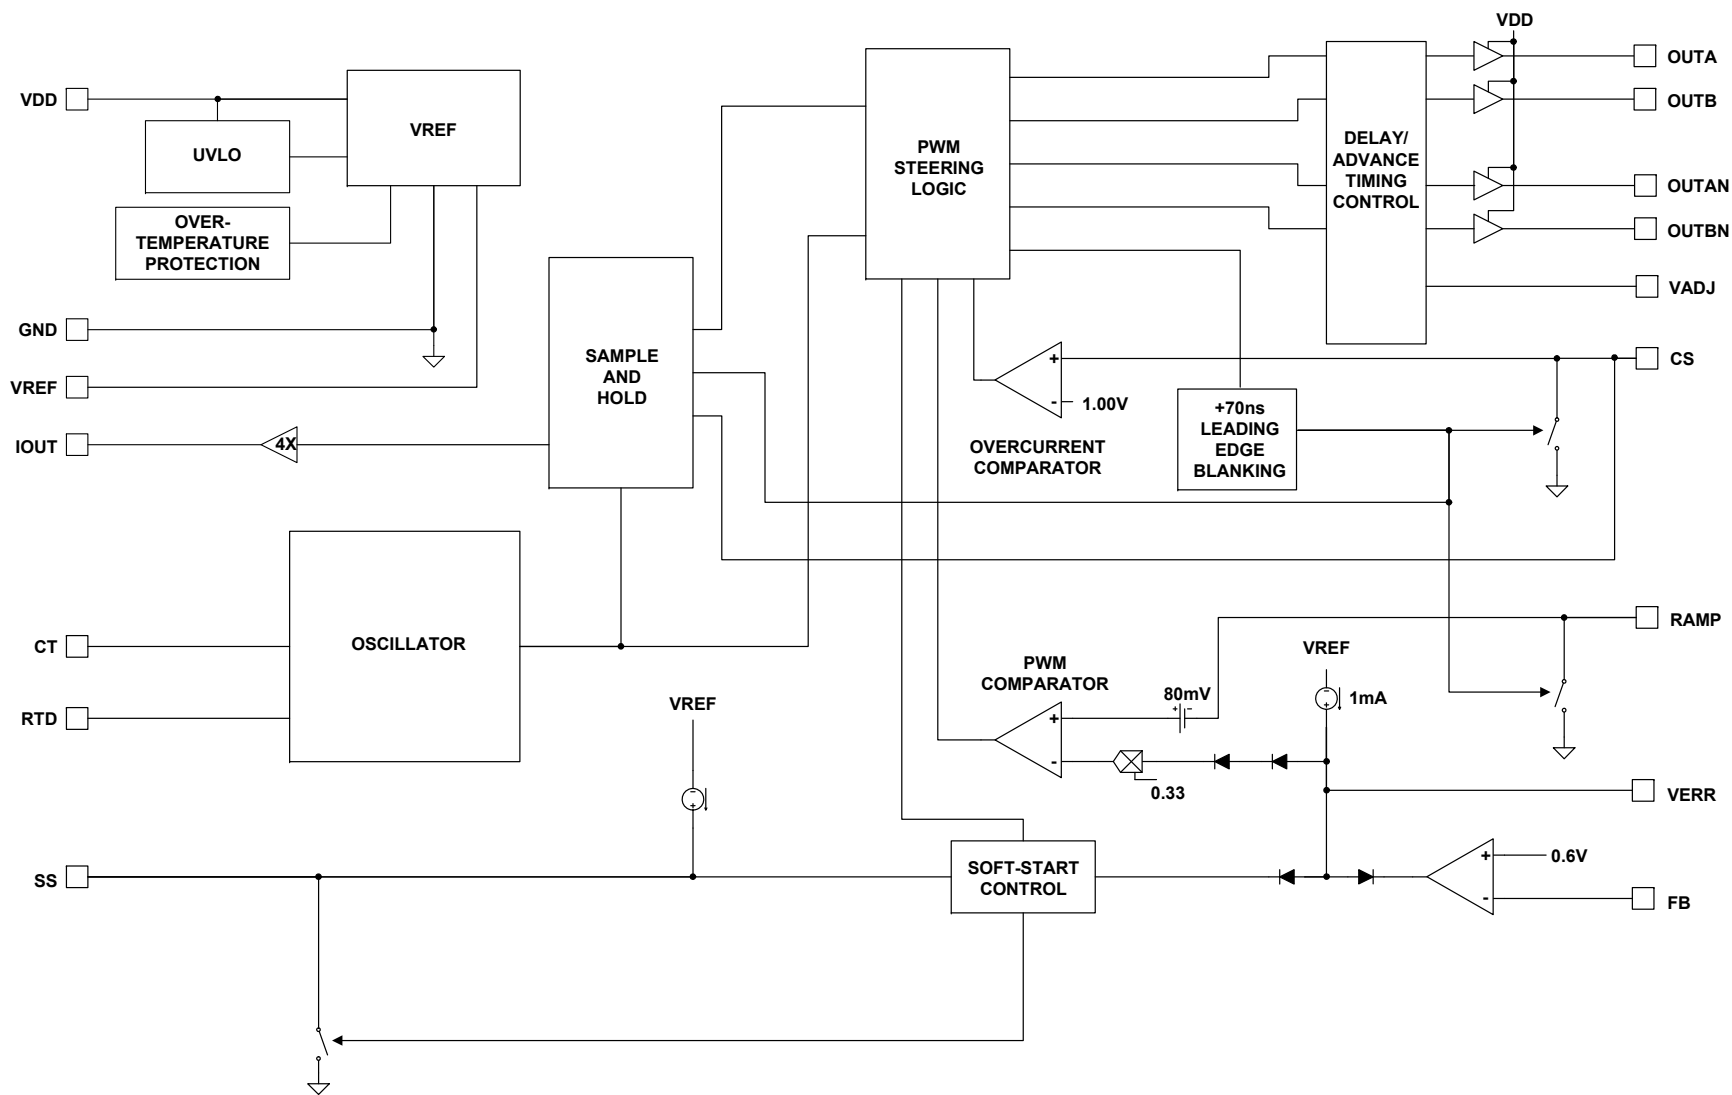 VDD
VDD
OUTA
OUTB
OUTAN
OUTBN
VADJ
VREF
UVLO
OVER-
TEMPERATURE
PROTECTION
PWM
STEERING
LOGIC
DELAY/
ADVANCE
TIMING
CONTROL
GND
VREF
IOUT
4X
SAMPLE
AND
HOLD
+
-
1.00V
OVERCURRENT
COMPARATOR
+70ns
LEADING
EDGE
BLANKING
CS
CT
RTD
OSCILLATOR
VREF
-
+
PWM
COMPARATOR
+
-
80mV
+
-
0.33
VREF
-
+
1mA
RAMP
VERR
SS
SOFT-START
CONTROL
+
-
0.6V
FB